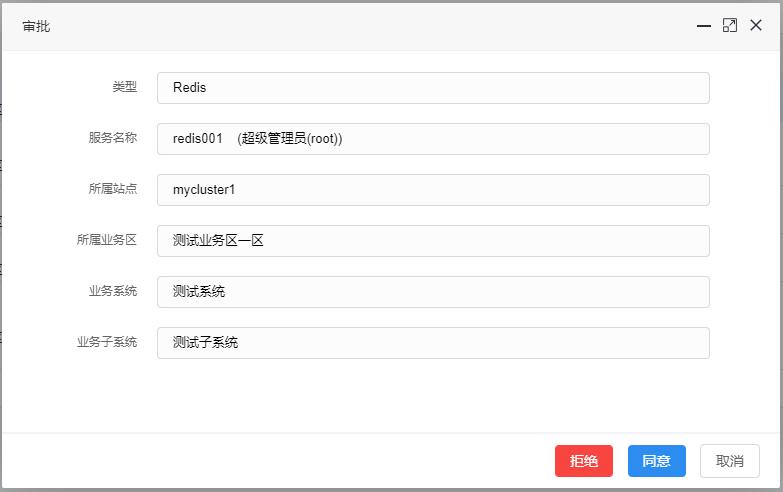 审批
类型 Redis
服务名称 redis001 (超级管理员(root))
所属站点 mycluster1
所属业务区 测试业务区一区
业务系统 测试系统
业务子系统 测试子系统
拒绝 同意 取消